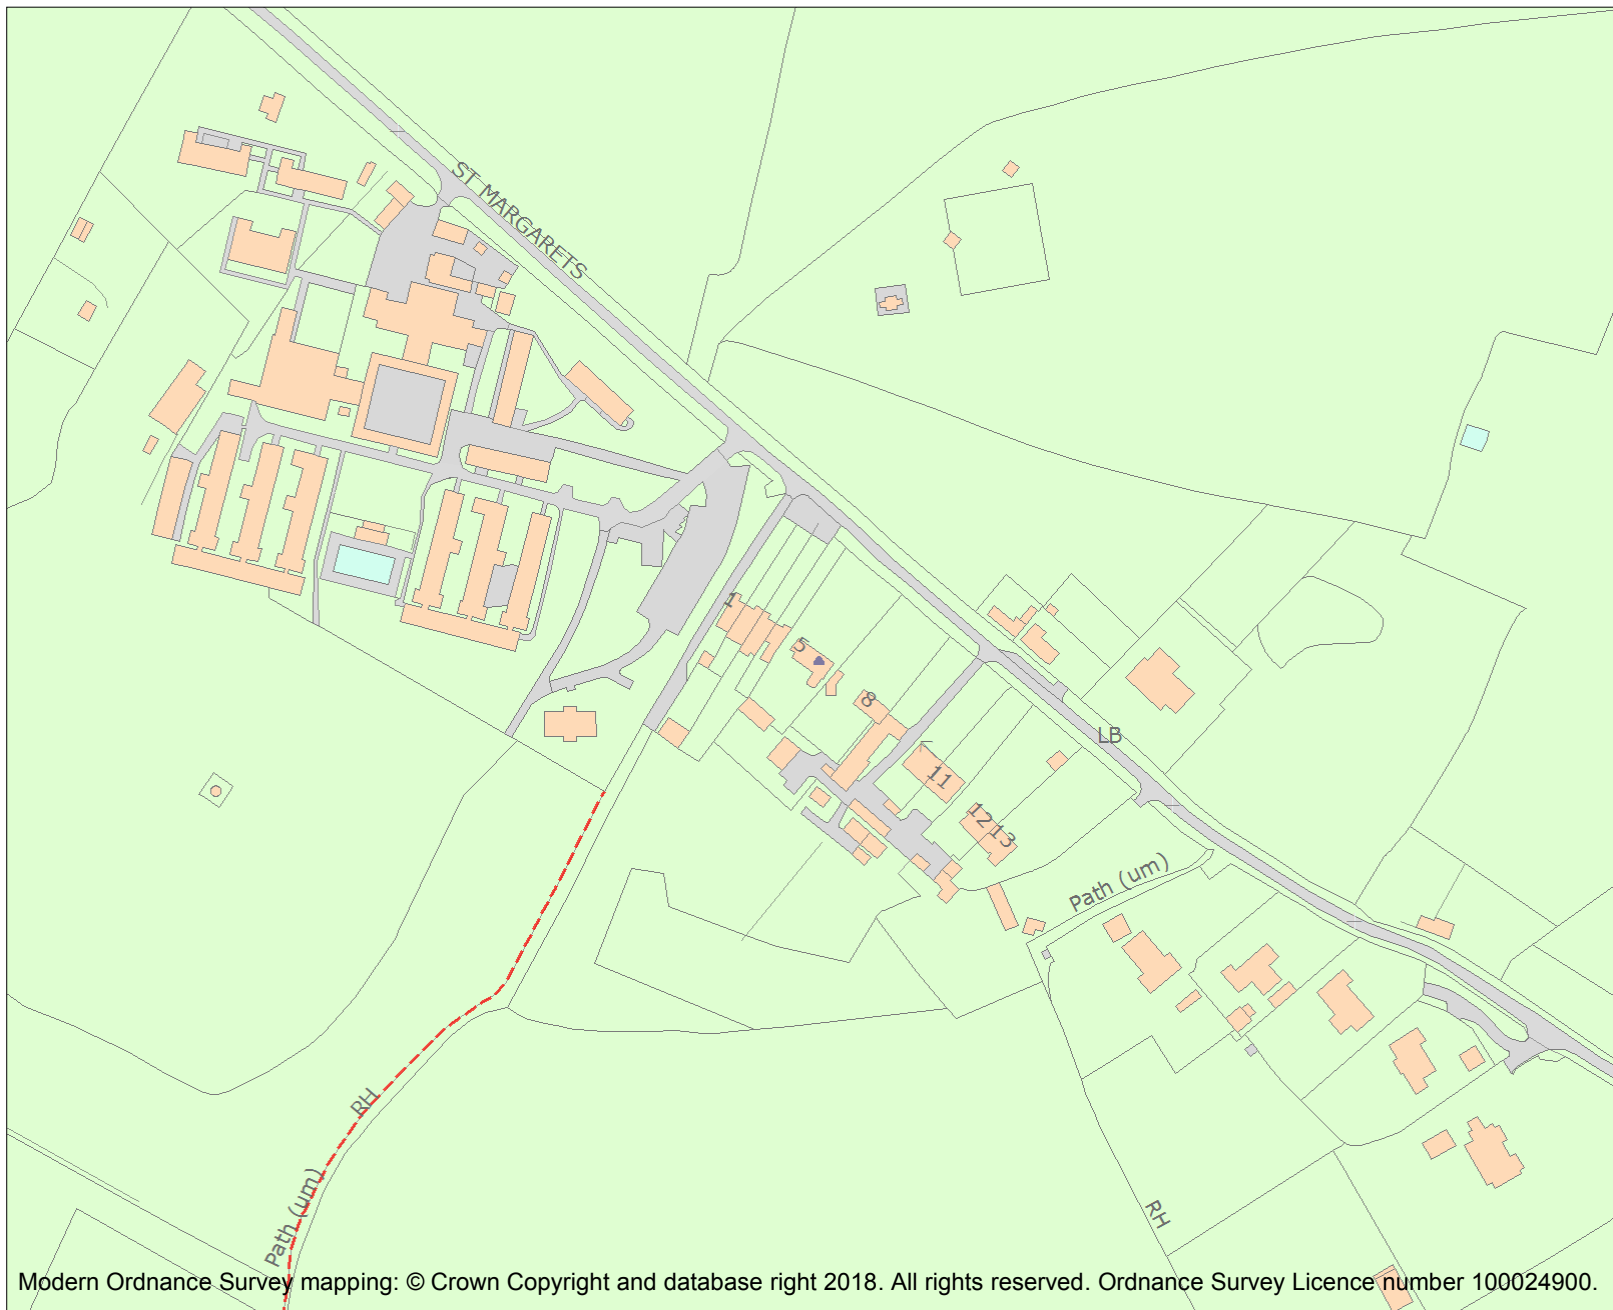 ST MARGARETS
1
5
8
11
LB
12
13
Path (um)
RH
Path (um)
RH
Modern Ordnance Survey mapping: © Crown Copyright and database right 2018. All rights reserved. Ordnance Survey Licence number 100024900.